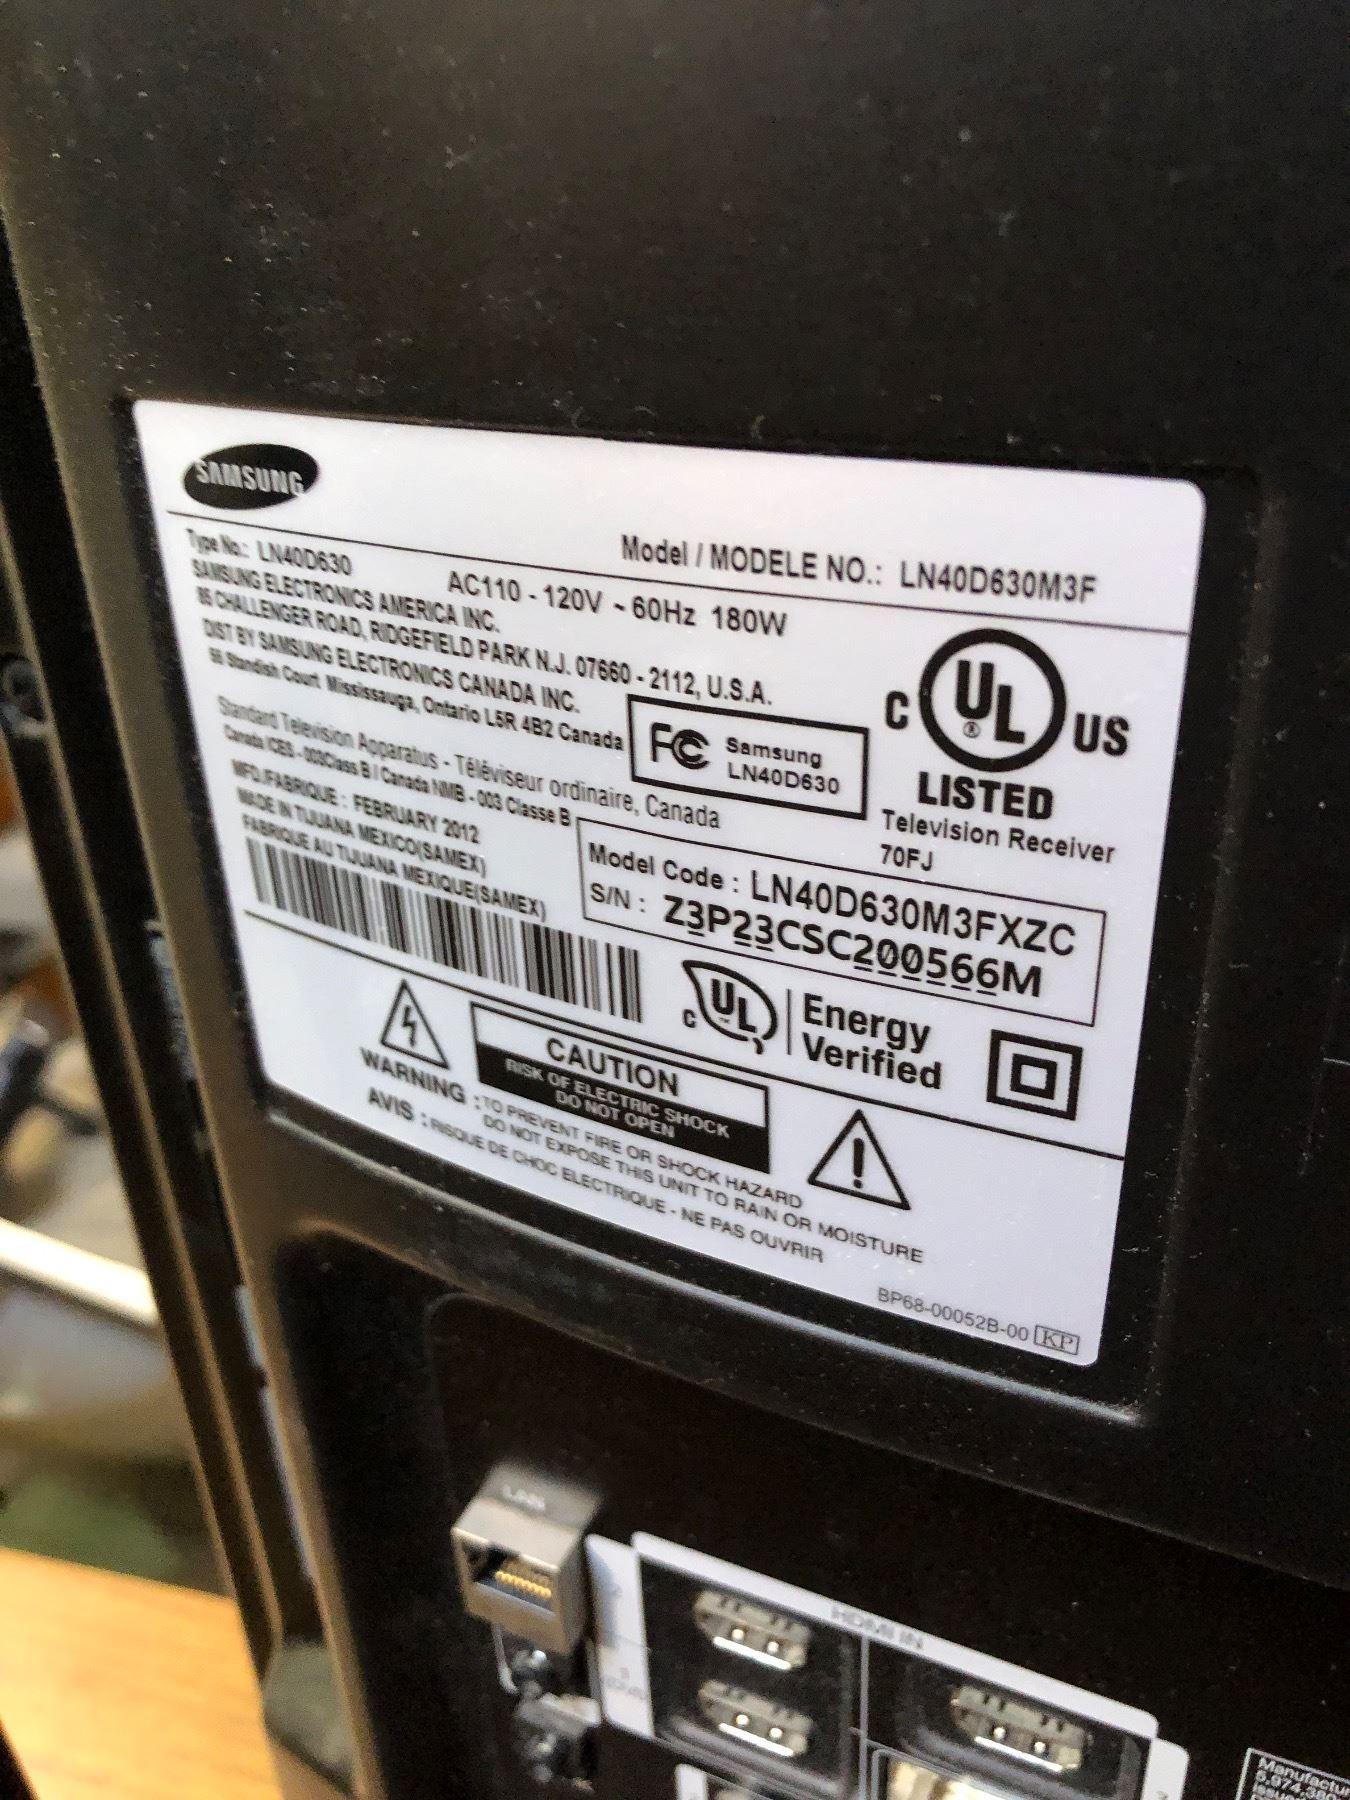 SAMSUNG
Type No.: LN40D630
Model / MODELE NO.: LN40D630M3F
AC110 - 120V ~ 60Hz 180W
SAMSUNG ELECTRONICS AMERICA INC.
85 CHALLENGER ROAD, RIDGEFIELD PARK N.J. 07660 - 2112, U.S.A.
DIST BY SAMSUNG ELECTRONICS CANADA INC.
55 Standish Court Mississauga, Ontario L5R 4B2 Canada
FC Samsung
LN40D630
C UL ® US
LISTED
Television Receiver
70FJ
Standard Television Apparatus - Téléviseur ordinaire, Canada
Canada ICES - 003Class B / Canada NMB - 003 Classe B
MFD./FABRIQUE : FEBRUARY 2012
MADE IN TIJUANA MEXICO(SAMEX)
FABRIQUE AU TIJUANA MEXIQUE(SAMEX)
Model Code : LN40D630M3FXZC
S/N : Z3P23CSC200566M
c UL Energy
Verified
CAUTION
RISK OF ELECTRIC SHOCK
DO NOT OPEN
WARNING : TO PREVENT FIRE OR SHOCK HAZARD
DO NOT EXPOSE THIS UNIT TO RAIN OR MOISTURE
AVIS : RISQUE DE CHOC ELECTRIQUE - NE PAS OUVRIR
BP68-00052B-00 KP
LAN
HDMI IN